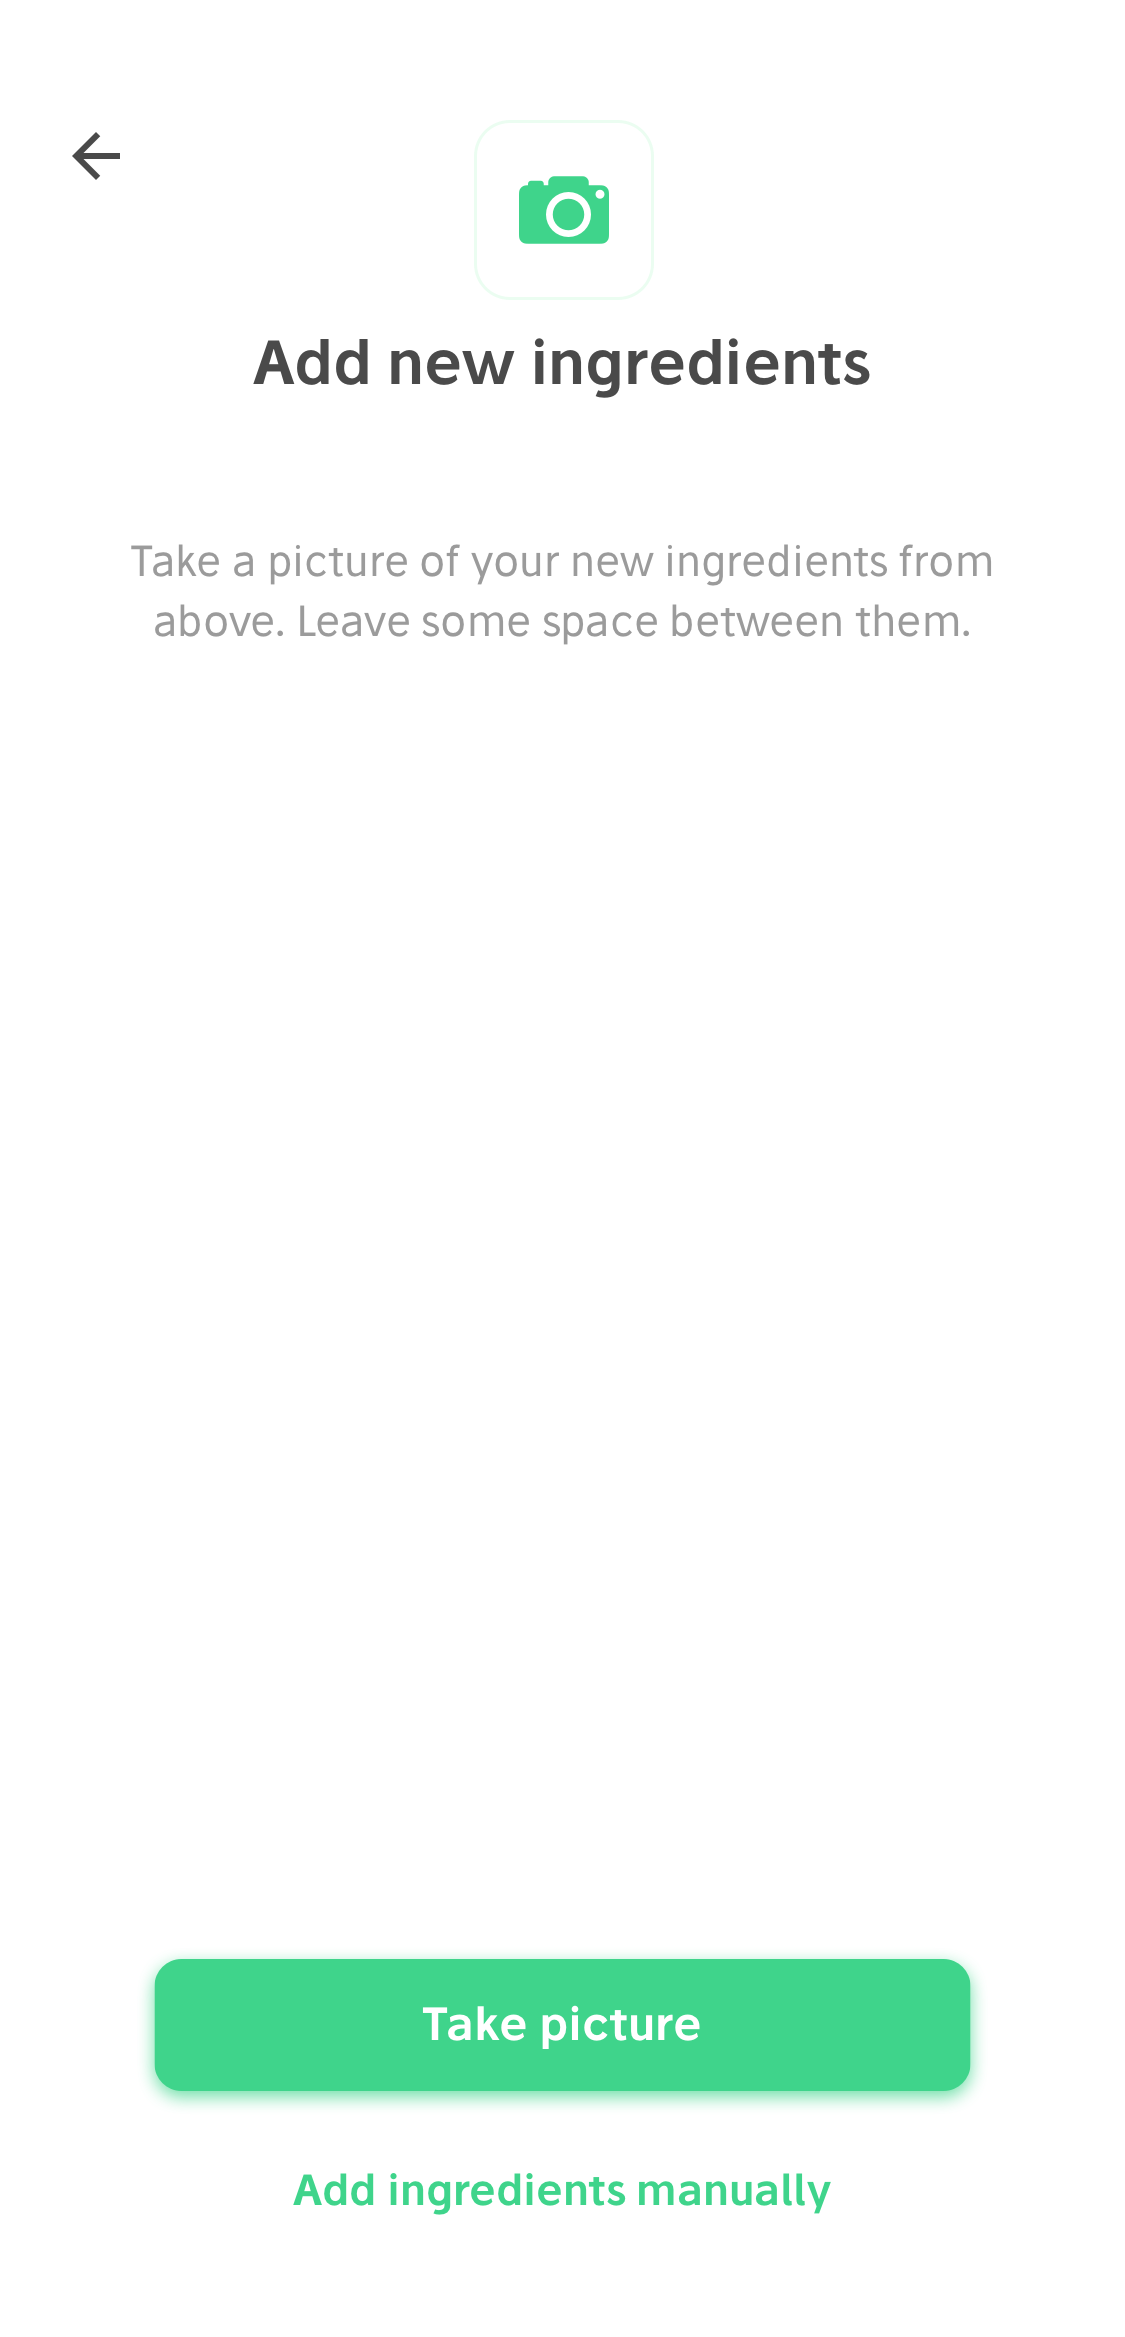 Add new ingredients
Take a picture of your new ingredients from
above. Leave some space between them.
Take picture
Add ingredients manually